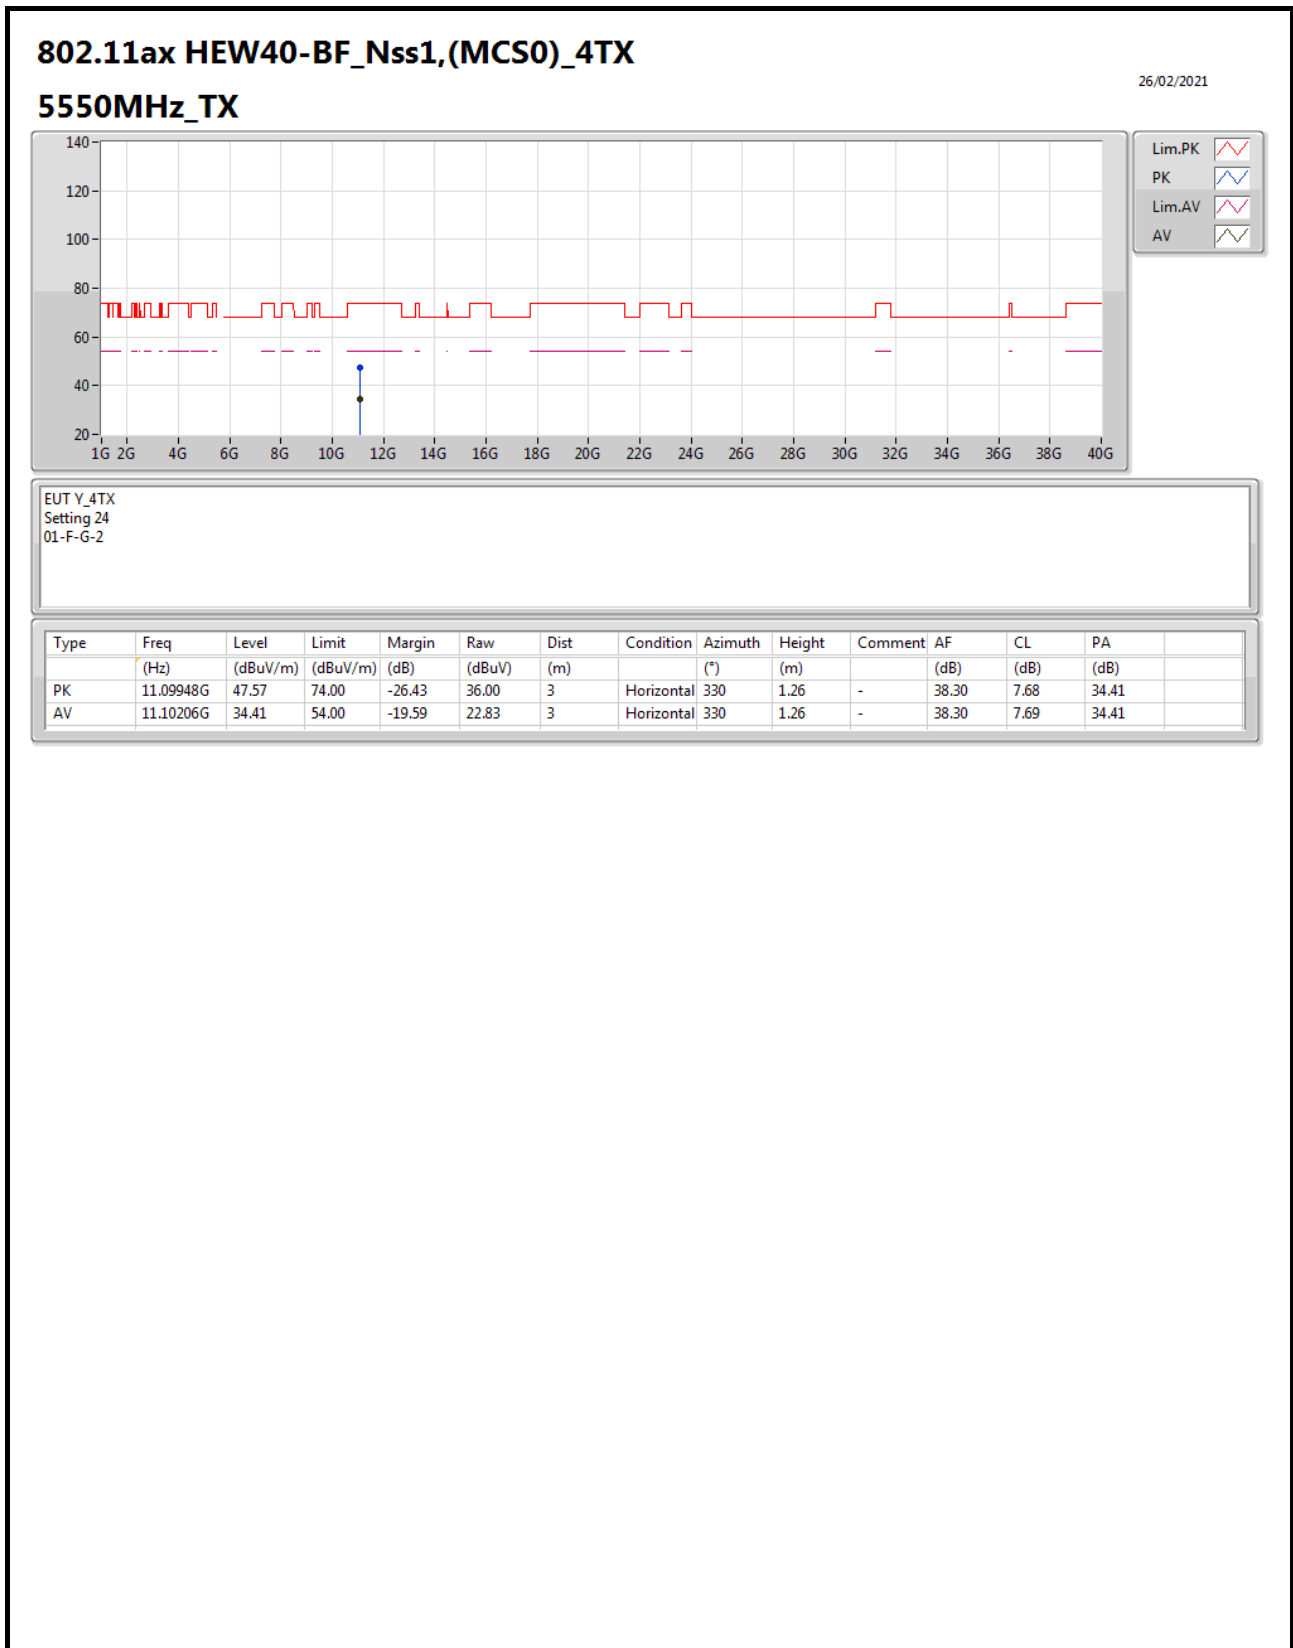 802.11ax HEW40-BF_Nss1,(MCS0)_4TX
26/02/2021
5550MHz_TX
140
120
100
80
60
40
20
1G 2G 4G 6G 8G 10G 12G 14G 16G 18G 20G 22G 24G 26G 28G 30G 32G 34G 36G 38G 40G
Lim.PK
PK
Lim.AV
AV
EUT Y_4TX
Setting 24
01-F-G-2
Type Freq Level Limit Margin Raw Dist Condition Azimuth Height Comment AF CL PA
(Hz) (dBuV/m) (dBuV/m) (dB) (dBuV) (m) (°) (m) (dB) (dB) (dB)
PK 11.09948G 47.57 74.00 -26.43 36.00 3 Horizontal 330 1.26 - 38.30 7.68 34.41
AV 11.10206G 34.41 54.00 -19.59 22.83 3 Horizontal 330 1.26 - 38.30 7.69 34.41